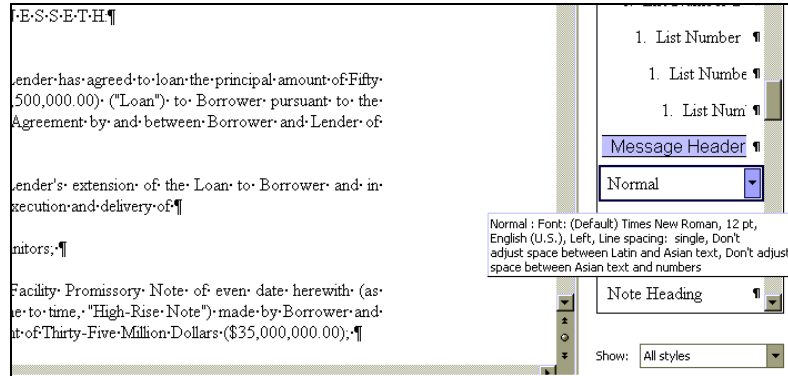 E·S·S·E·T·H:¶
Lender·has·agreed·to·loan·the·principal·amount·of·Fifty·
,500,000.00)· ("Loan")· to· Borrower· pursuant· to· the·
Agreement· by· and· between· Borrower· and· Lender· of·
Lender's· extension· of· the· Loan· to· Borrower· and· in·
xecution·and·delivery·of·¶
nitors;·¶
Facility· Promissory· Note· of· even· date· herewith· (as·
e·to·time,·"High-Rise·Note")·made·by·Borrower·and·
t·of·Thirty-Five·Million·Dollars·($35,000,000.00);·¶
1. List Number ¶
1. List Numbe ¶
1. List Num ¶
Message Header ¶
Normal
Normal : Font: (Default) Times New Roman, 12 pt,
English (U.S.), Left, Line spacing: single, Don't
adjust space between Latin and Asian text, Don't adjust
space between Asian text and numbers
Note Heading ¶
Show: All styles